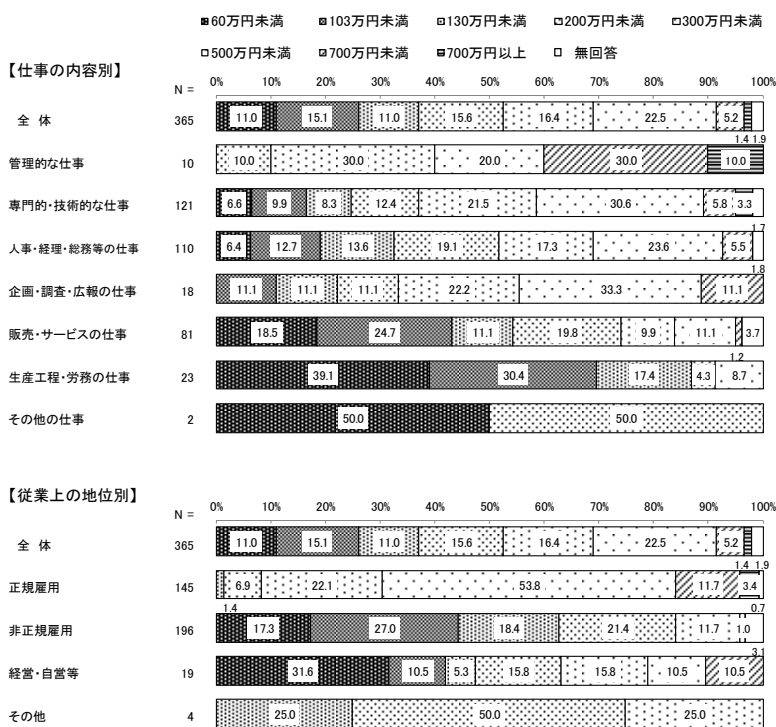 60万円未満 103万円未満 130万円未満 200万円未満 300万円未満
500万円未満 700万円未満 700万円以上 無回答
【仕事の内容別】
N = 0% 10% 20% 30% 40% 50% 60% 70% 80% 90% 100%
全 体 365 11.0 15.1 11.0 15.6 16.4 22.5 5.2
1.4 1.9
管理的な仕事 10 10.0 30.0 20.0 30.0 10.0
専門的・技術的な仕事 121 6.6 9.9 8.3 12.4 21.5 30.6 5.8 3.3
1.7
人事・経理・総務等の仕事 110 6.4 12.7 13.6 19.1 17.3 23.6 5.5
1.8
企画・調査・広報の仕事 18 11.1 11.1 11.1 22.2 33.3 11.1
販売・サービスの仕事 81 18.5 24.7 11.1 19.8 9.9 11.1 3.7
1.2
生産工程・労務の仕事 23 39.1 30.4 17.4 4.3 8.7
その他の仕事 2 50.0 50.0
【従業上の地位別】
N = 0% 10% 20% 30% 40% 50% 60% 70% 80% 90% 100%
全 体 365 11.0 15.1 11.0 15.6 16.4 22.5 5.2
1.4 1.9
正規雇用 145 6.9 22.1 53.8 11.7 3.4
1.4 0.7
非正規雇用 196 17.3 27.0 18.4 21.4 11.7 1.0
3.1
経営・自営等 19 31.6 10.5 5.3 15.8 15.8 10.5 10.5
その他 4 25.0 50.0 25.0